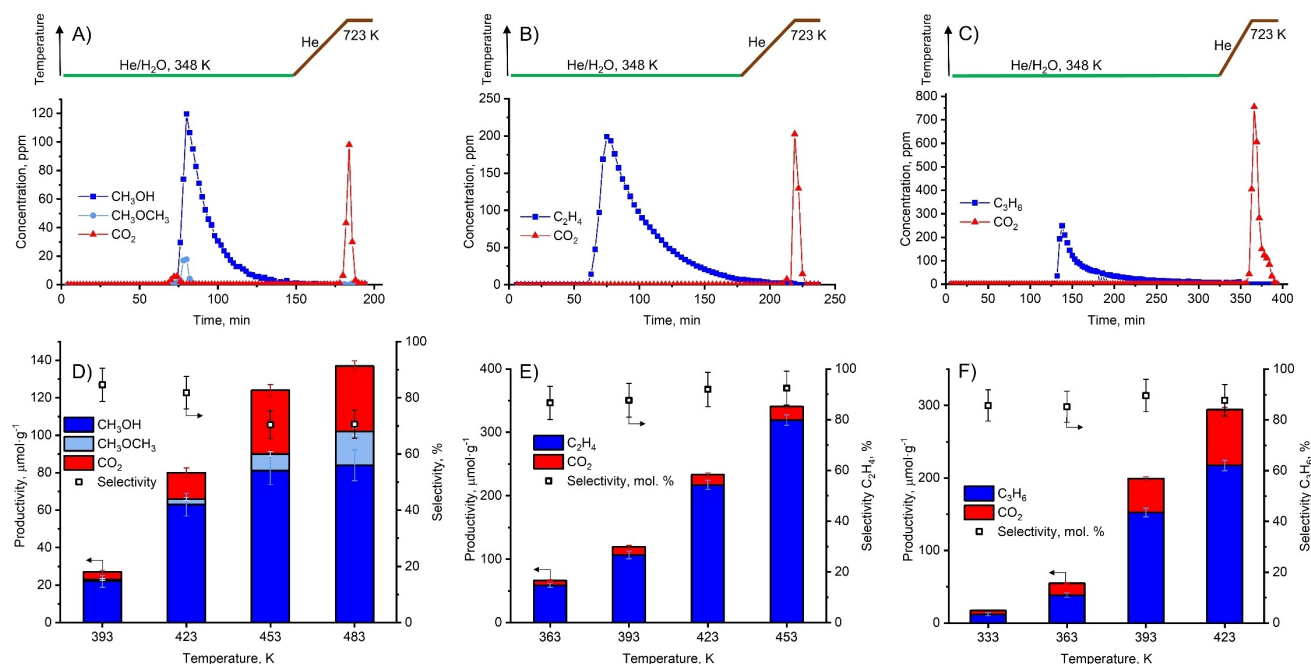 A)
Temperature
He/H2O, 348 K
He
723 K
120
100
80
60
40
20
0
Concentration, ppm
CH3OH
CH3OCH3
CO2
0
50
100
150
200
Time, min
B)
Temperature
He/H2O, 348 K
He
723 K
250
200
150
100
50
0
Concentration, ppm
C2H4
CO2
0
50
100
150
200
Time, min
C)
Temperature
He/H2O, 348 K
He
723 K
800
700
600
500
400
300
200
100
0
Concentration, ppm
C3H6
CO2
0
50
100
150
200
250
300
350
400
Time, min
D)
140
120
100
80
60
40
20
0
Productivity, μmol·g-1
CH3OH
CH3OCH3
CO2
Selectivity
100
80
60
40
20
0
Selectivity, %
393
423
453
483
Temperature, K
E)
400
300
200
100
0
Productivity, μmol·g-1
C2H4
CO2
Selectivity, mol. %
100
80
60
40
20
0
Selectivity C2H4, %
363
393
423
453
Temperature, K
F)
300
200
100
0
Productivity, μmol·g-1
C3H6
CO2
Selectivity, mol. %
100
80
60
40
20
0
Selectivity C3H6, %
333
363
393
423
Temperature, K